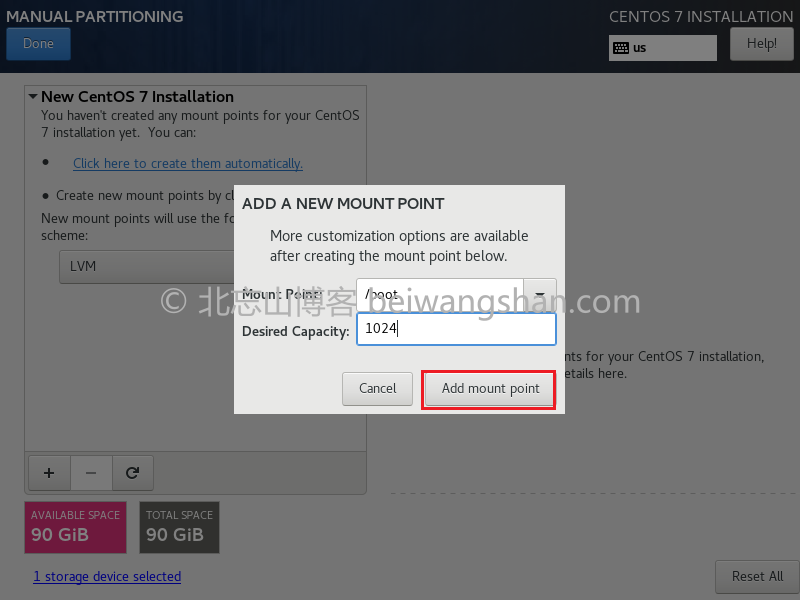 MANUAL PARTITIONING
CENTOS 7 INSTALLATION
Done
us
Help!
New CentOS 7 Installation
You haven't created any mount points for your CentOS
7 installation yet. You can:
Click here to create them automatically.
Create new mount points by cl
New mount points will use the fo
scheme:
LVM
ADD A NEW MOUNT POINT
More customization options are available
after creating the mount point below.
Mount Point: /boot
© 北忘山博客 beiwangshan.com
Desired Capacity: 1024
Cancel
Add mount point
nts for your CentOS 7 installation,
etails here.
+ −
AVAILABLE SPACE
90 GiB
TOTAL SPACE
90 GiB
1 storage device selected
Reset All